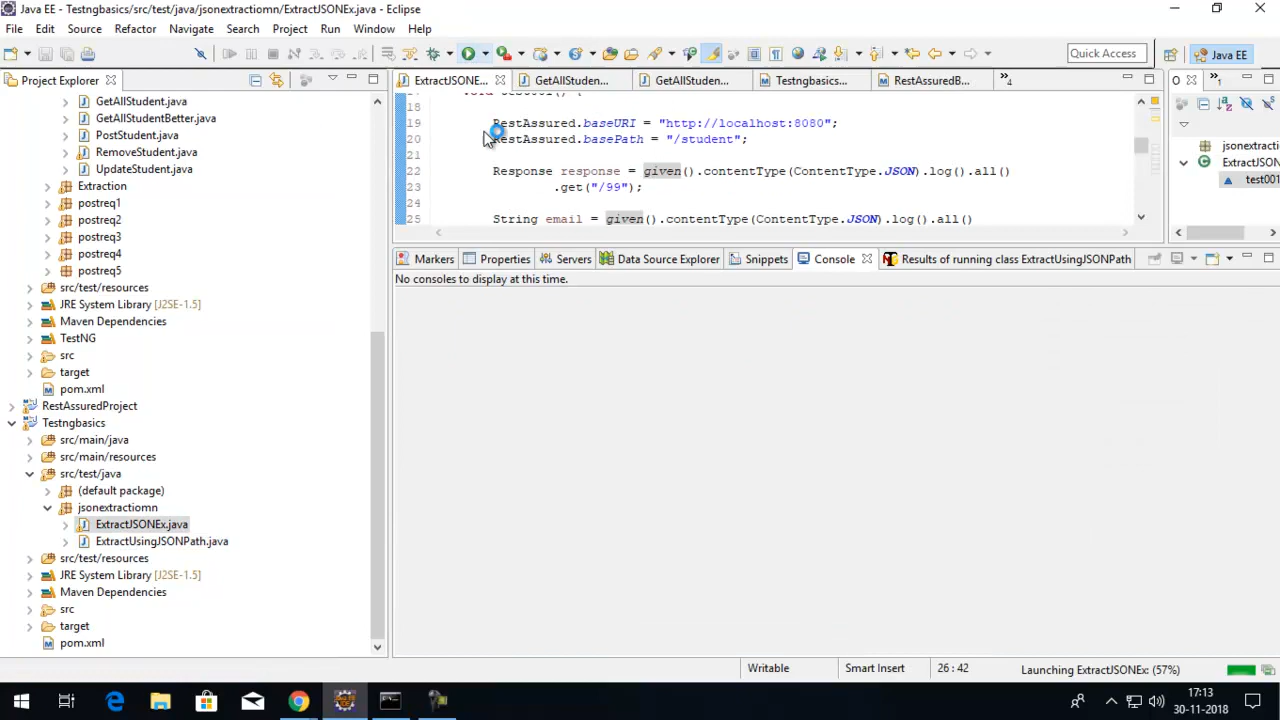 Java EE - Testngbasics/src/test/java/jsonextractiomn/ExtractJSONEx.java - Eclipse
File Edit Source Refactor Navigate Search Project Run Window Help
Quick Access
Java EE
Project Explorer
GetAllStudent.java
GetAllStudentBetter.java
PostStudent.java
RemoveStudent.java
UpdateStudent.java
Extraction
postreq1
postreq2
postreq3
postreq4
postreq5
src/test/resources
JRE System Library [J2SE-1.5]
Maven Dependencies
TestNG
src
target
pom.xml
RestAssuredProject
Testngbasics
src/main/java
src/main/resources
src/test/java
(default package)
jsonextractiomn
ExtractJSONEx.java
ExtractUsingJSONPath.java
src/test/resources
JRE System Library [J2SE-1.5]
Maven Dependencies
src
target
pom.xml
ExtractJSONE... GetAllStuden... GetAllStuden... Testngbasics... RestAssuredB... 4
18
19 RestAssured.baseURI = "http://localhost:8080";
20 RestAssured.basePath = "/student";
21
22 Response response = given().contentType(ContentType.JSON).log().all()
23 .get("/99");
24
25 String email = given().contentType(ContentType.JSON).log().all()
O 1
jsonextractio
ExtractJSON
test001
Markers Properties Servers Data Source Explorer Snippets Console Results of running class ExtractUsingJSONPath
No consoles to display at this time.
Writable Smart Insert 26 : 42 Launching ExtractJSONEx: (57%)
17:13
30-11-2018